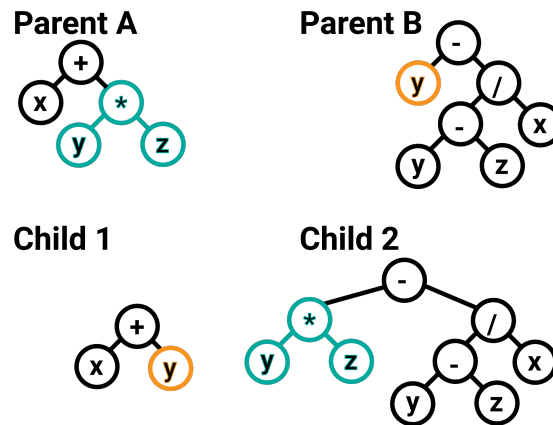 Parent A
+
x *
y z
Parent B
-
y /
- x
y z
Child 1
+
x y
Child 2
-
* /
y z - x
y z